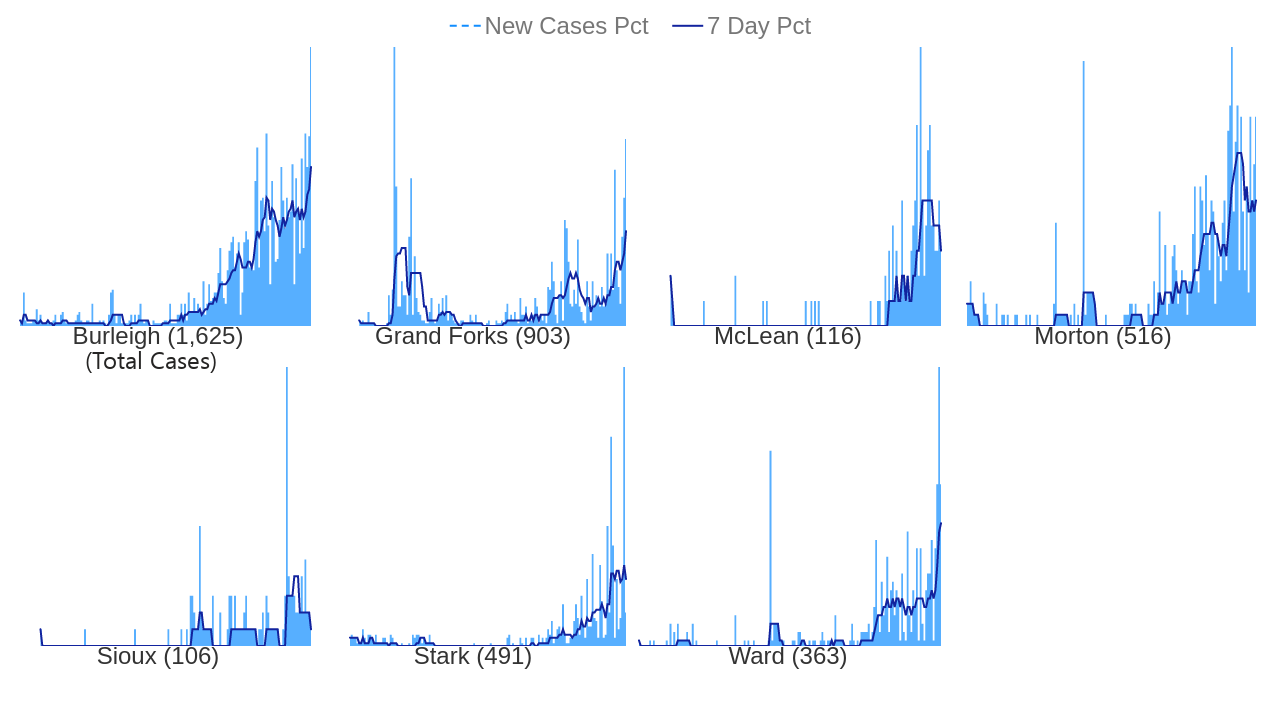 New Cases Pct 7 Day Pct
Burleigh (1,625)
(Total Cases)
Grand Forks (903)
McLean (116)
Morton (516)
Sioux (106)
Stark (491)
Ward (363)